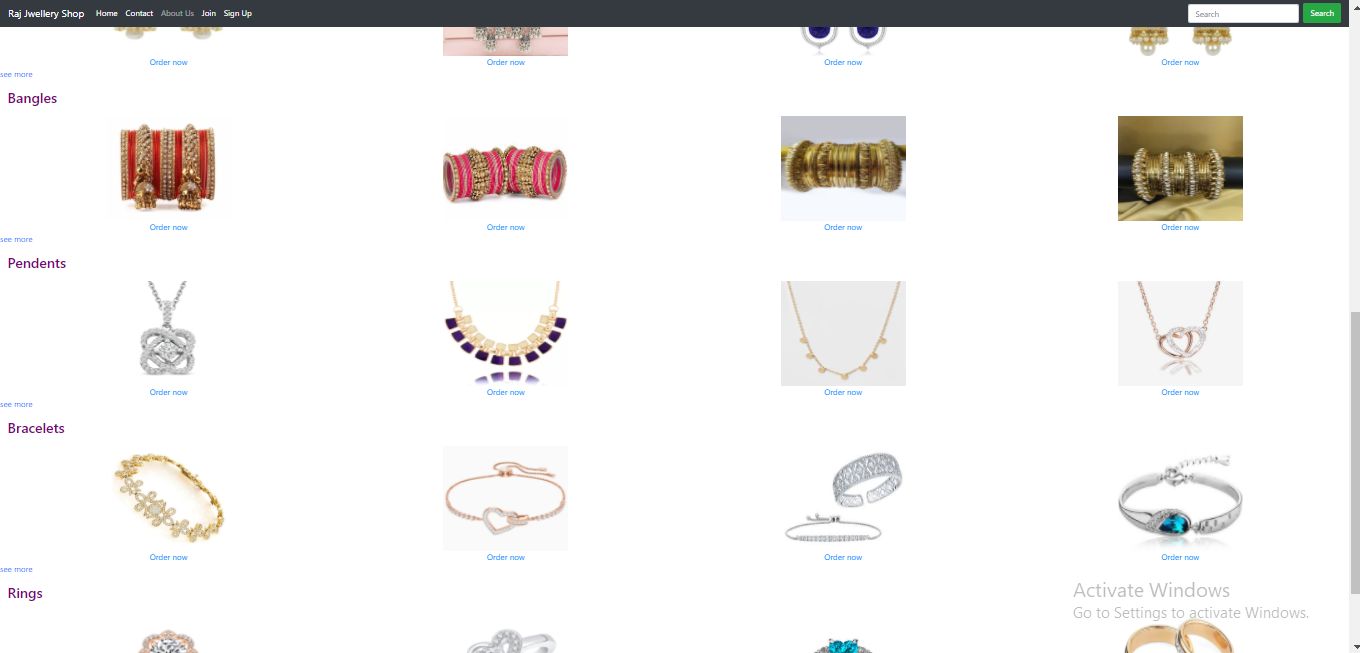 Raj Jwellery Shop Home Contact About Us Join Sign Up Search Search
Order now Order now Order now Order now
see more
Bangles
Order now Order now Order now Order now
see more
Pendents
Order now Order now Order now Order now
see more
Bracelets
Order now Order now Order now Order now
see more
Rings
Activate Windows
Go to Settings to activate Windows.